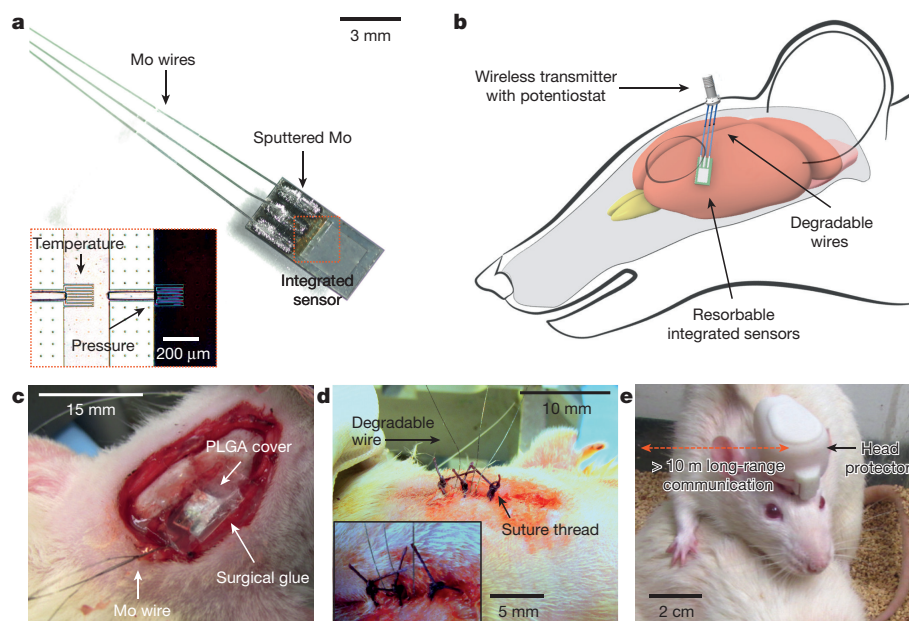 a
3 mm
Mo wires
Sputtered Mo
Integrated
sensor
Temperature
Pressure
200 μm
b
Wireless transmitter
with potentiostat
Degradable
wires
Resorbable
integrated sensors
c
15 mm
PLGA cover
Surgical glue
Mo wire
d
10 mm
Degradable
wire
Suture thread
5 mm
e
> 10 m long-range
communication
Head
protector
2 cm